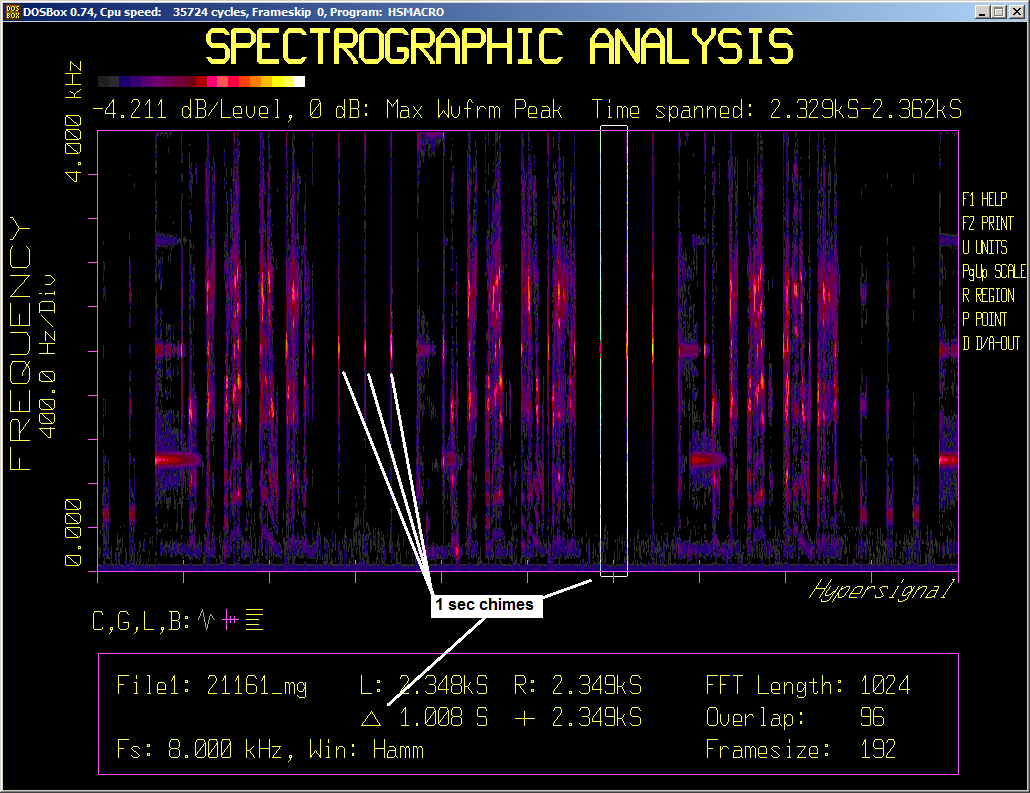 DOSBox 0.74, Cpu speed: 35724 cycles, Frameskip 0, Program: HSMACRO
SPECTROGRAPHIC ANALYSIS
-4.211 dB/Level, 0 dB: Max Wvfrm Peak Time spanned: 2.329kS-2.362kS
4.000 kHz
FREQUENCY
400.0 Hz/Div
0.000
F1 HELP
F2 PRINT
U UNITS
PgUp SCALE
R REGION
P POINT
D D/A-OUT
Hypersignal
1 sec chimes
C,G,L,B:
File1: 21161_mg L: 2.348kS R: 2.349kS FFT Length: 1024
△ 1.008 S + 2.349kS Overlap: 96
Fs: 8.000 kHz, Win: Hamm Framesize: 192